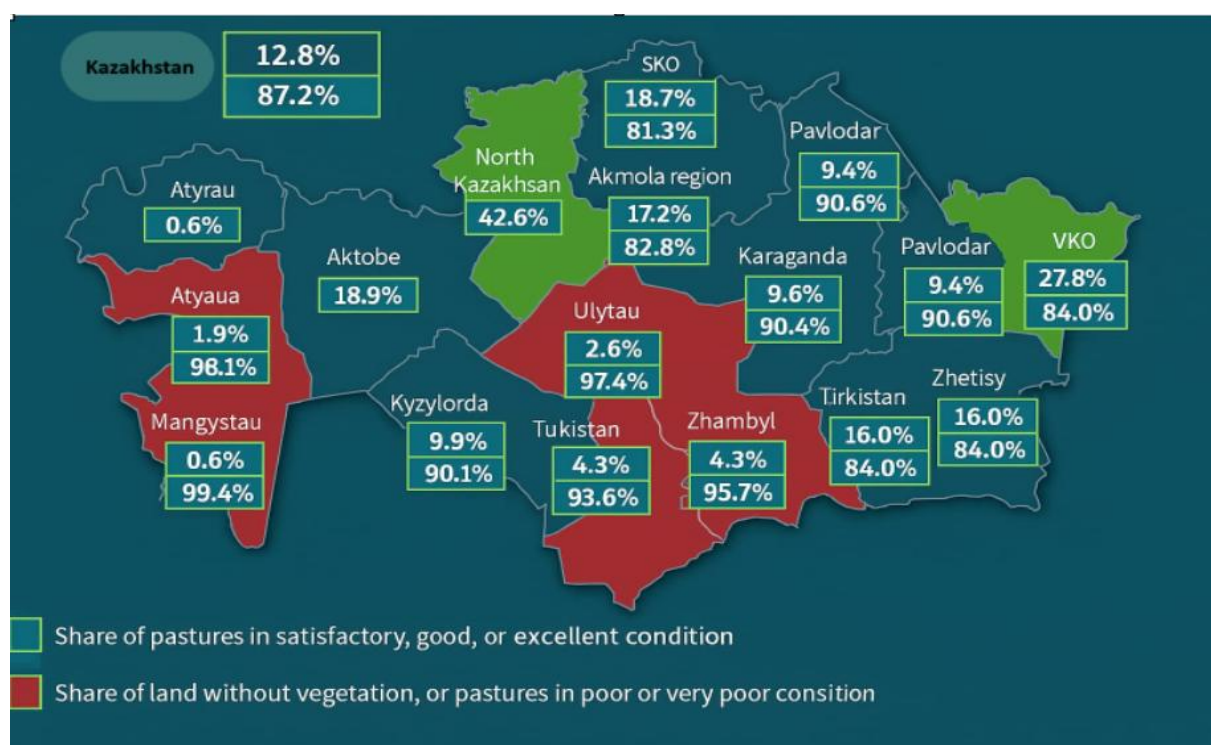 Kazakhstan
12.8%
87.2%
SKO
18.7%
81.3%
Pavlodar
9.4%
90.6%
North
Kazakhsan
42.6%
Akmola region
17.2%
82.8%
Atyrau
0.6%
Aktobe
18.9%
Karaganda
9.6%
90.4%
Pavlodar
9.4%
90.6%
VKO
27.8%
84.0%
Atyaua
1.9%
98.1%
Ulytau
2.6%
97.4%
Mangystau
0.6%
99.4%
Kyzylorda
9.9%
90.1%
Tukistan
4.3%
93.6%
Zhambyl
4.3%
95.7%
Tirkistan
16.0%
84.0%
Zhetisy
16.0%
84.0%
Share of pastures in satisfactory, good, or excellent condition
Share of land without vegetation, or pastures in poor or very poor consition